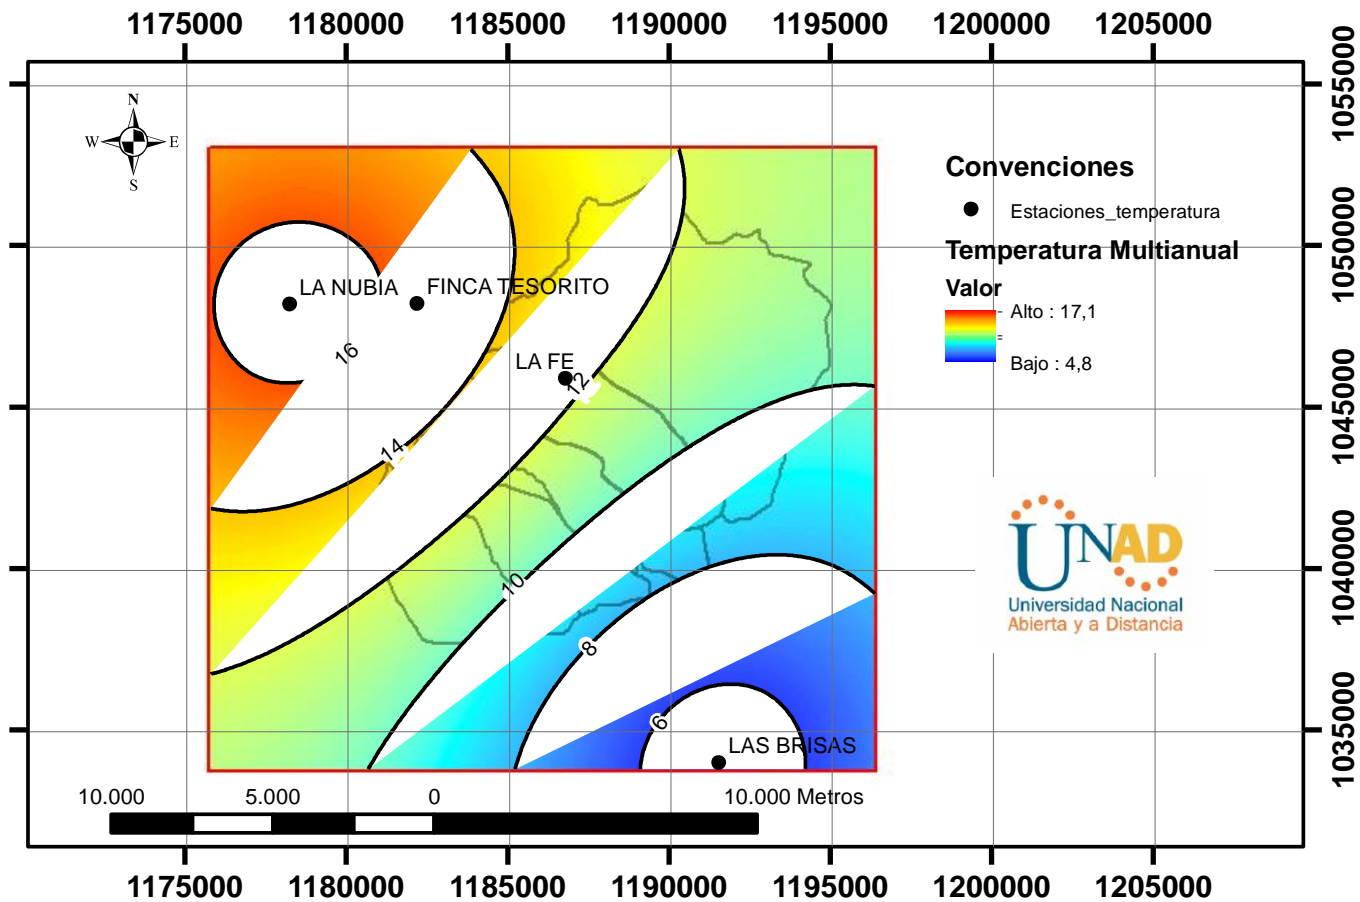 1175000 1180000 1185000 1190000 1195000 1200000 1205000
1055000
1050000
1045000
1040000
1035000
N
W E
S
Convenciones
Estaciones_temperatura
Temperatura Multianual
Valor
Alto : 17,1
Bajo : 4,8
LA NUBIA
FINCA TESORITO
16
LA FE
12
14
10
8
6
LAS BRISAS
UNAD
Universidad Nacional
Abierta y a Distancia
10.000 5.000 0 10.000 Metros
1175000 1180000 1185000 1190000 1195000 1200000 1205000